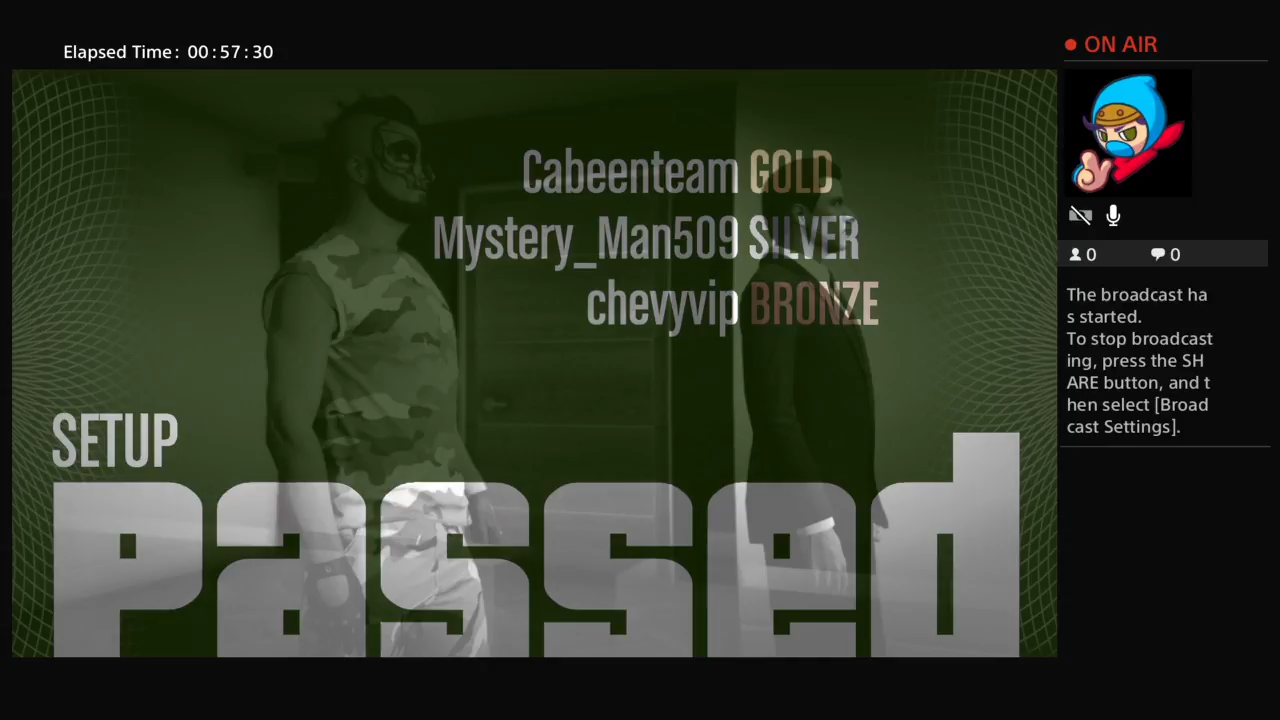 Elapsed Time: 00:57:30
ON AIR
Cabeenteam GOLD
Mystery_Man509 SILVER
chevyvip BRONZE
0 0
The broadcast ha
s started.
To stop broadcast
ing, press the SH
ARE button, and t
hen select [Broad
cast Settings].
SETUP
passed